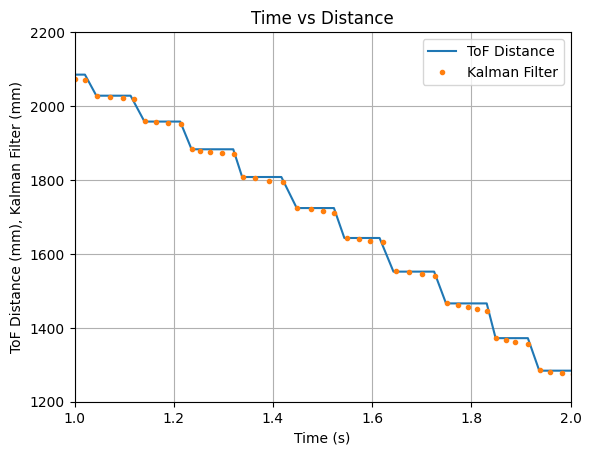 Time vs Distance
ToF Distance (mm), Kalman Filter (mm)
2200
2000
1800
1600
1400
1200
ToF Distance
Kalman Filter
1.0 1.2 1.4 1.6 1.8 2.0
Time (s)